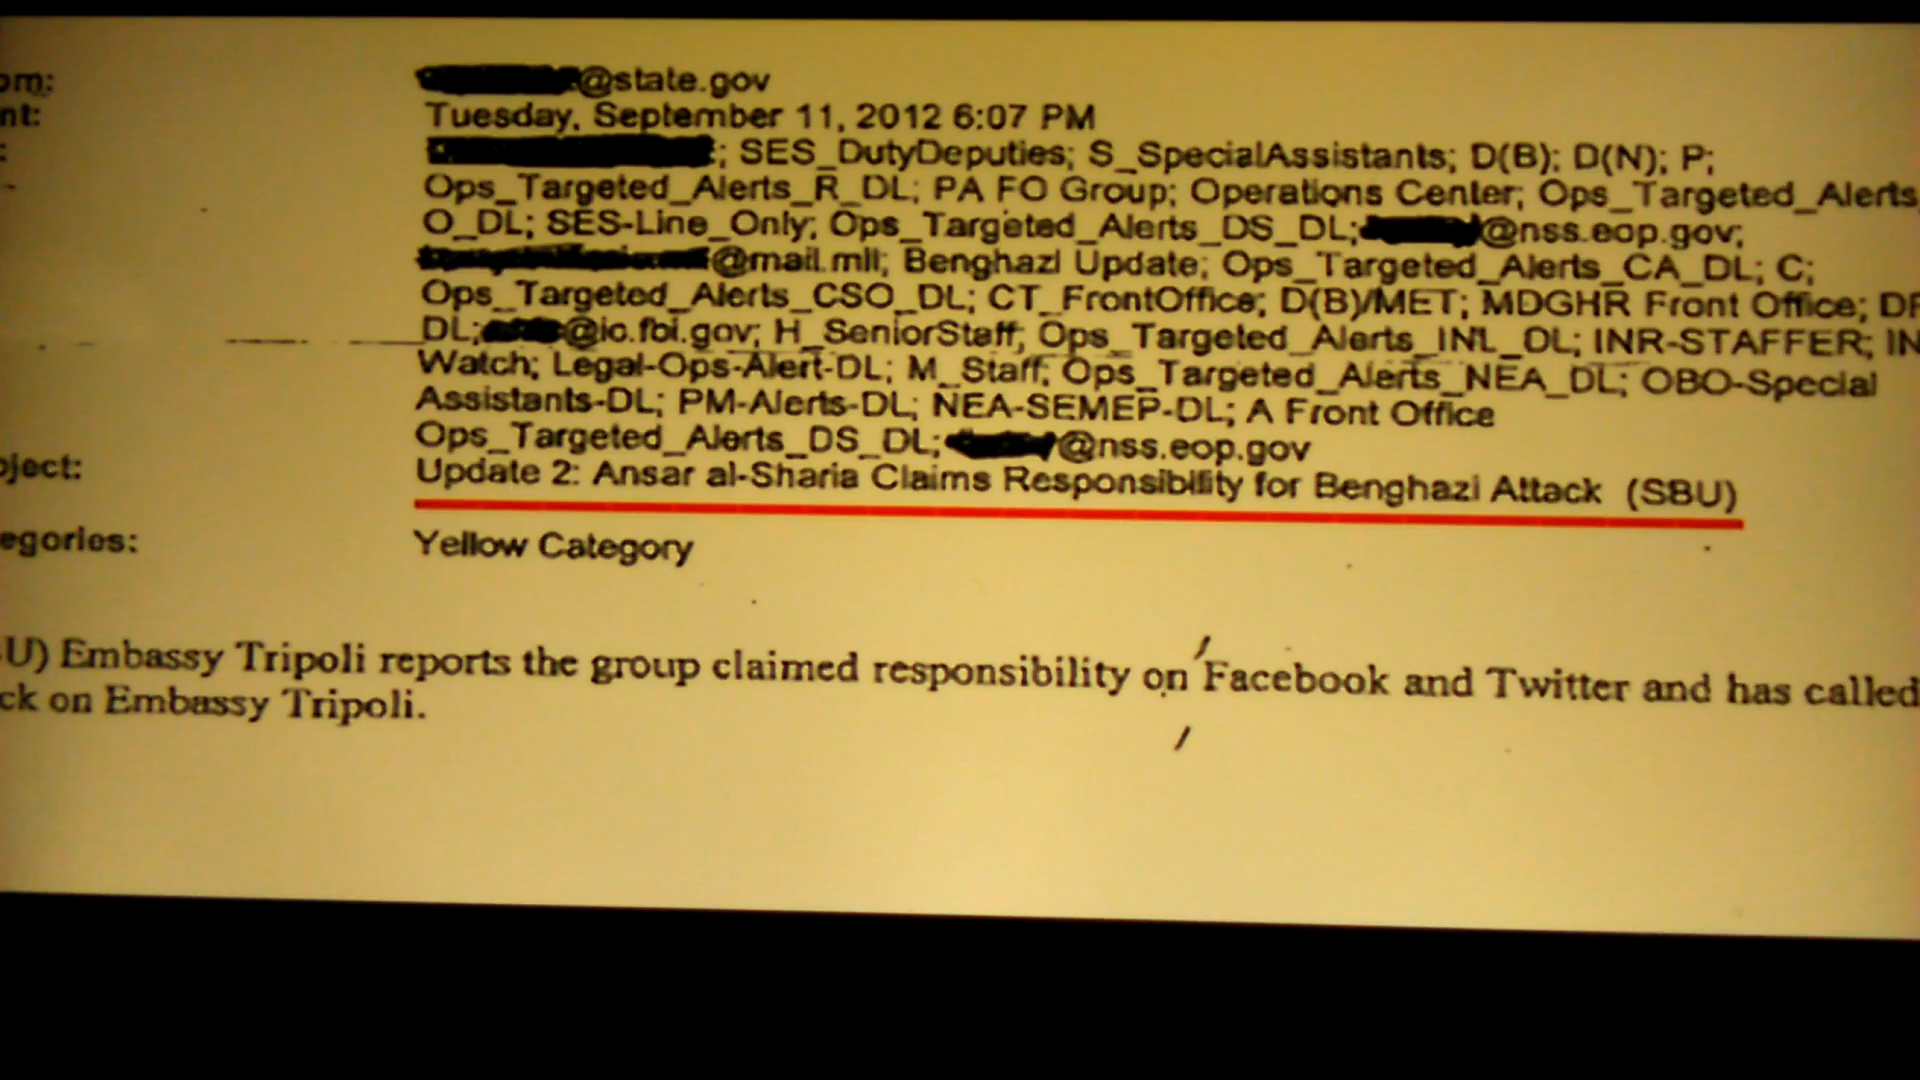 om: @state.gov
nt: Tuesday, September 11, 2012 6:07 PM
: ; SES_DutyDeputies; S_SpecialAssistants; D(B); D(N); P;
Ops_Targeted_Alerts_R_DL; PA FO Group; Operations Center; Ops_Targeted_Alerts
O_DL; SES-Line_Only; Ops_Targeted_Alerts_DS_DL; @nss.eop.gov;
@mail.mil; Benghazi Update; Ops_Targeted_Alerts_CA_DL; C;
Ops_Targeted_Alerts_CSO_DL; CT_FrontOffice; D(B)/MET; MDGHR Front Office; DF
DL; @ic.fbi.gov; H_SeniorStaff; Ops_Targeted_Alerts_INL_DL; INR-STAFFER; IN
Watch; Legal-Ops-Alert-DL; M_Staff; Ops_Targeted_Alerts_NEA_DL; OBO-Special
Assistants-DL; PM-Alerts-DL; NEA-SEMEP-DL; A Front Office
Ops_Targeted_Alerts_DS_DL; @nss.eop.gov
bject: Update 2: Ansar al-Sharia Claims Responsibility for Benghazi Attack (SBU)
egories: Yellow Category
U) Embassy Tripoli reports the group claimed responsibility on Facebook and Twitter and has called
ck on Embassy Tripoli.